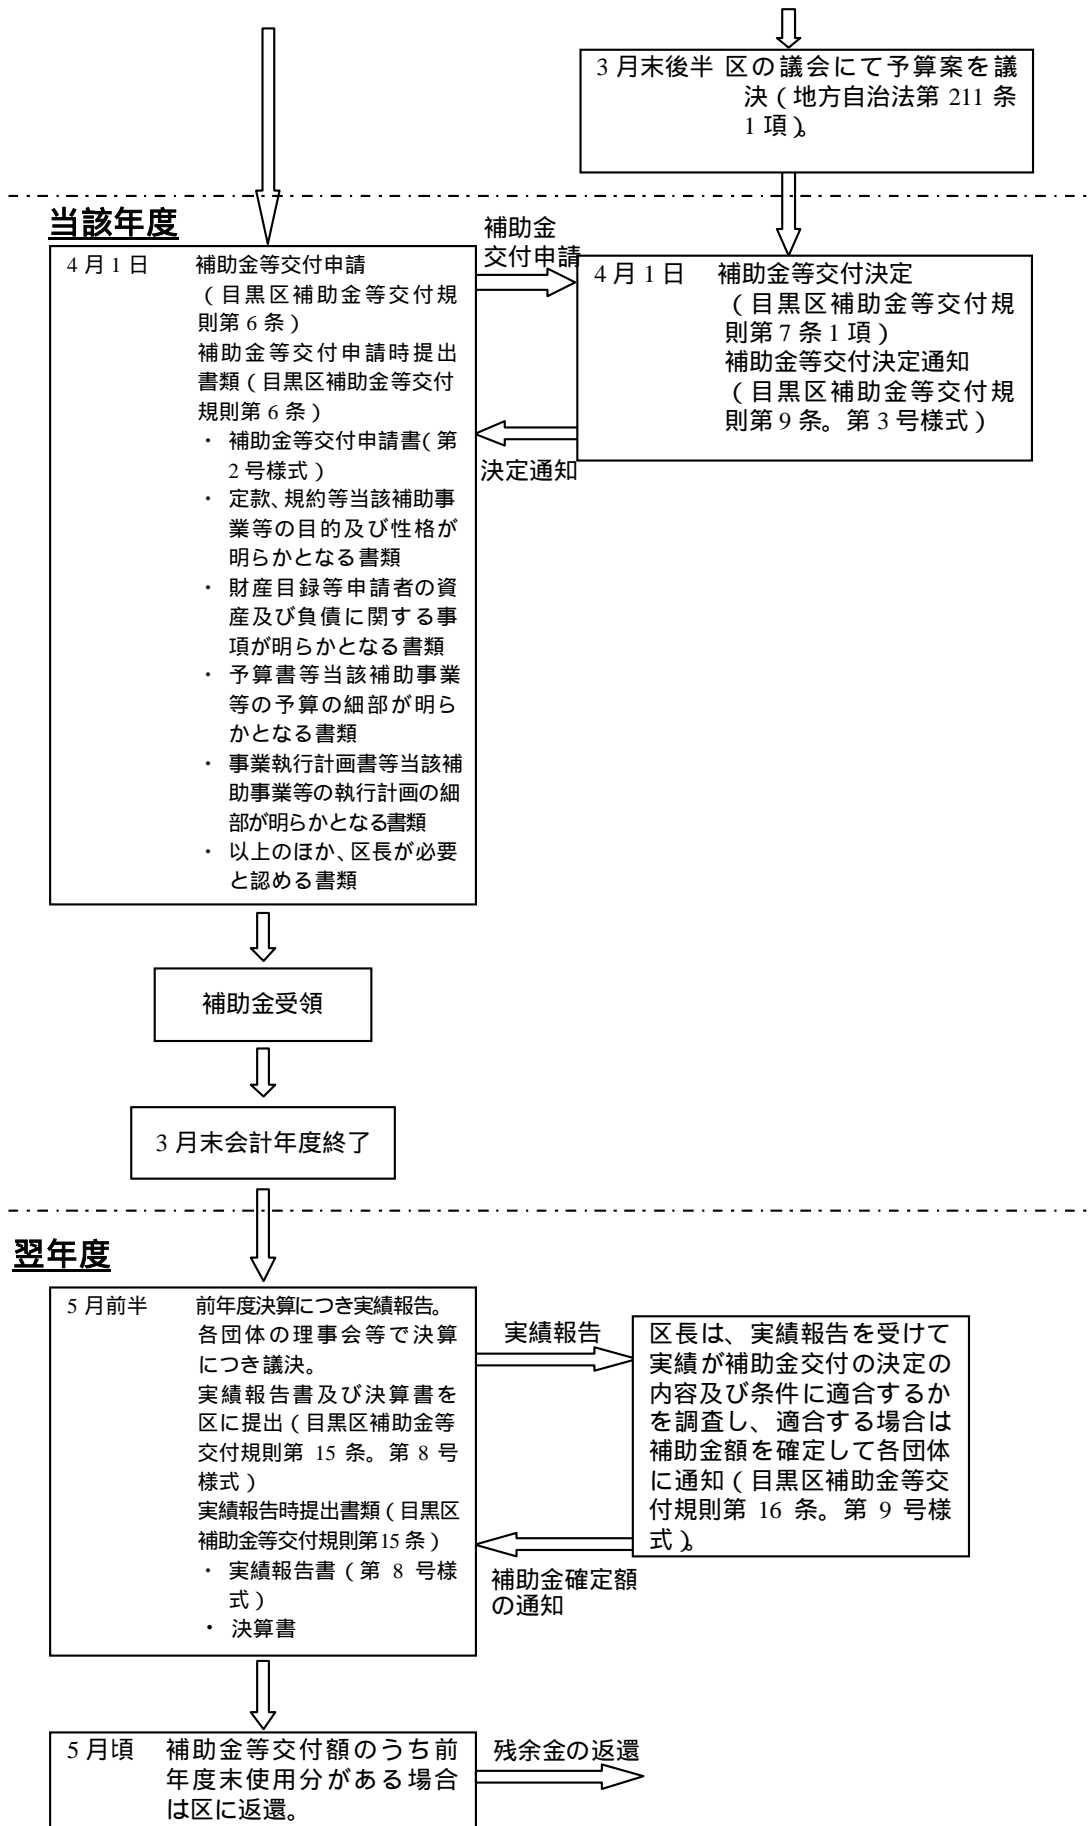 3月末後半 区の議会にて予算案を議
決（地方自治法第 211 条
1 項）。
当該年度
補助金
交付申請
4月1日 補助金等交付申請
（目黒区補助金等交付規
則第6条）
補助金等交付申請時提出
書類（目黒区補助金等交付
規則第6条）
・ 補助金等交付申請書（第
2号様式）
・ 定款、規約等当該補助事
業等の目的及び性格が
明らかとなる書類
・ 財産目録等申請者の資
産及び負債に関する事
項が明らかとなる書類
・ 予算書等当該補助事業
等の予算の細部が明ら
かとなる書類
・ 事業執行計画書等当該補
助事業等の執行計画の細
部が明らかとなる書類
・ 以上のほか、区長が必要
と認める書類
4月1日 補助金等交付決定
（目黒区補助金等交付規
則第7条1項）
補助金等交付決定通知
（目黒区補助金等交付規
則第9条。第3号様式）
決定通知
補助金受領
3月末会計年度終了
翌年度
5月前半 前年度決算につき実績報告。
各団体の理事会等で決算
につき議決。
実績報告書及び決算書を
区に提出（目黒区補助金等
交付規則第 15 条。第8号
様式）
実績報告時提出書類（目黒区
補助金等交付規則第15条）
・ 実績報告書（第 8 号様
式）
・ 決算書
実績報告
区長は、実績報告を受けて
実績が補助金交付の決定の
内容及び条件に適合するか
を調査し、適合する場合は
補助金額を確定して各団体
に通知（目黒区補助金等交
付規則第 16 条。第 9 号様
式）。
補助金確定額
の通知
5月頃 補助金等交付額のうち前
年度末使用分がある場合
は区に返還。
残余金の返還